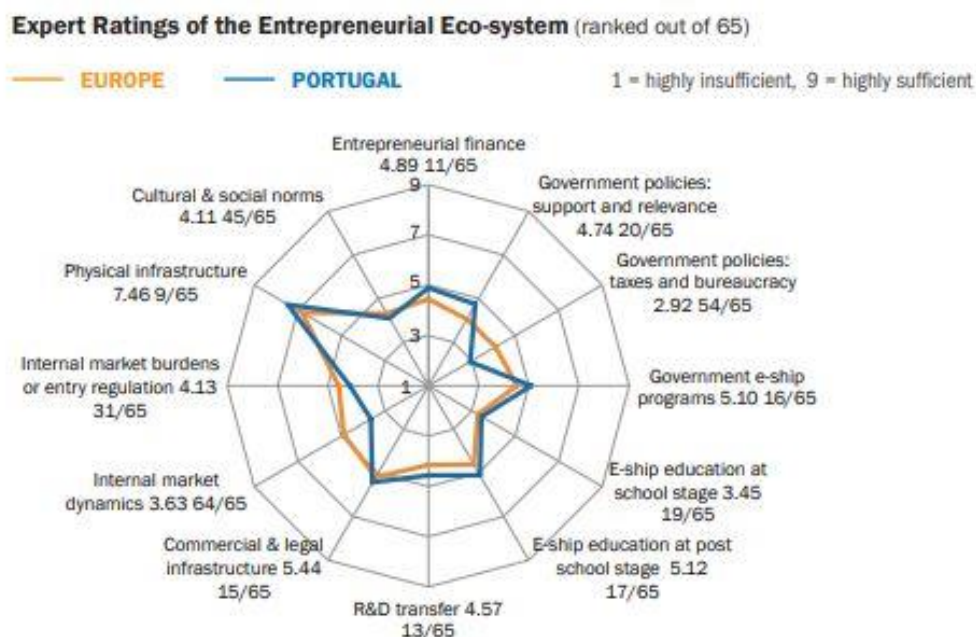 Expert Ratings of the Entrepreneurial Eco-system (ranked out of 65)
EUROPE
PORTUGAL
1 = highly insufficient, 9 = highly sufficient
Entrepreneurial finance
4.89 11/65
Government policies:
support and relevance
4.74 20/65
Government policies:
taxes and bureaucracy
2.92 54/65
Government e-ship
programs 5.10 16/65
E-ship education at
school stage 3.45
19/65
E-ship education at post
school stage 5.12
17/65
R&D transfer 4.57
13/65
Commercial & legal
infrastructure 5.44
15/65
Internal market
dynamics 3.63 64/65
Internal market burdens
or entry regulation 4.13
31/65
Physical infrastructure
7.46 9/65
Cultural & social norms
4.11 45/65
9
7
5
3
1